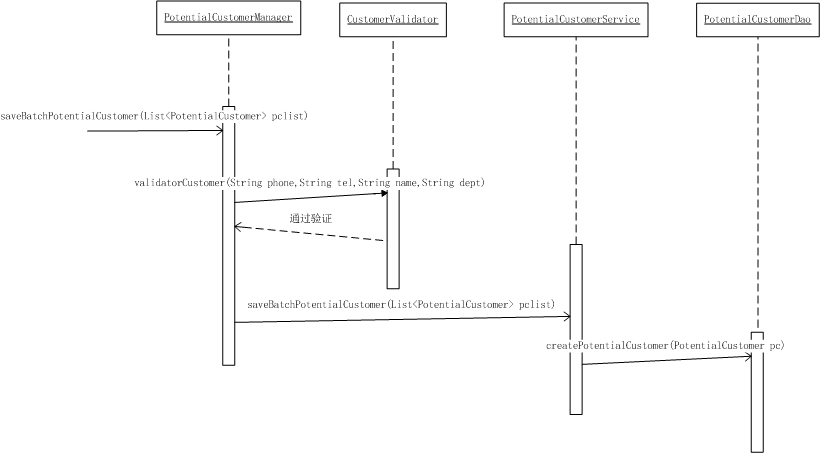 PotentialCustomerManager
CustomerValidator
PotentialCustomerService
PotentialCustomerDao
saveBatchPotentialCustomer(List<PotentialCustomer> pclist)
validatorCustomer(String phone,String tel,String name,String dept)
通过验证
saveBatchPotentialCustomer(List<PotentialCustomer> pclist)
createPotentialCustomer(PotentialCustomer pc)